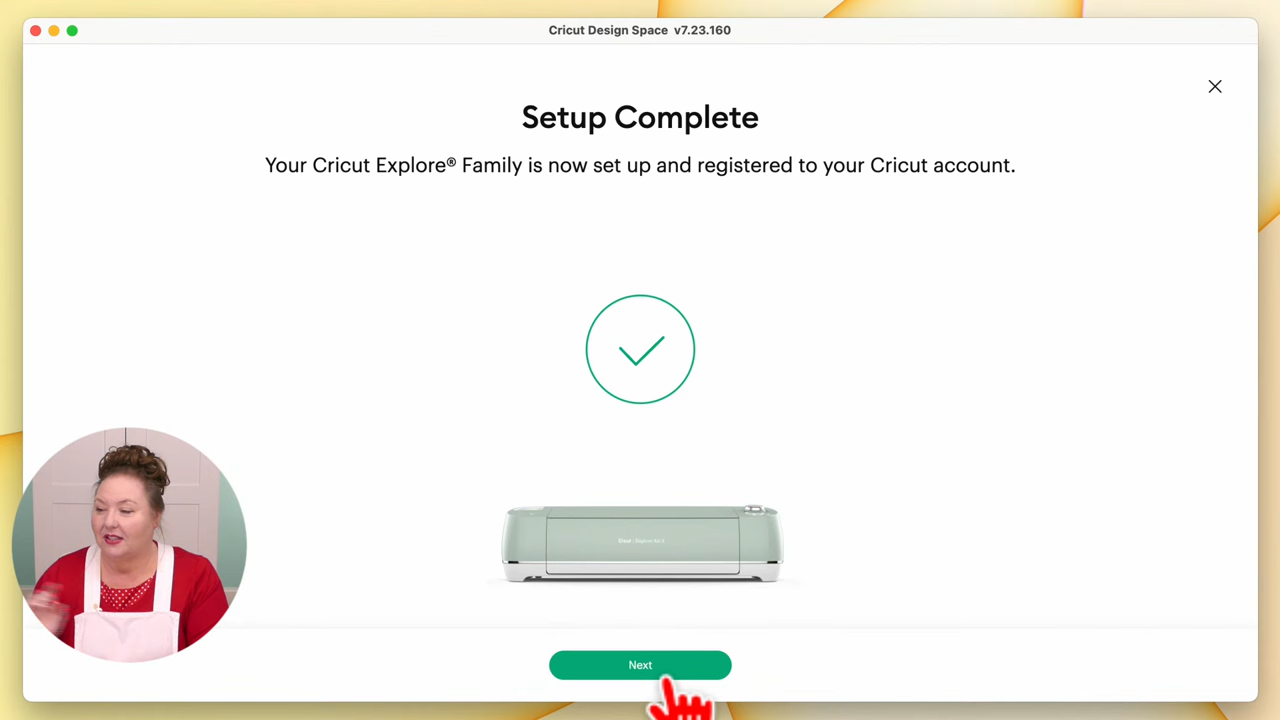 Cricut Design Space v7.23.160
Setup Complete
Your Cricut Explore® Family is now set up and registered to your Cricut account.
Next